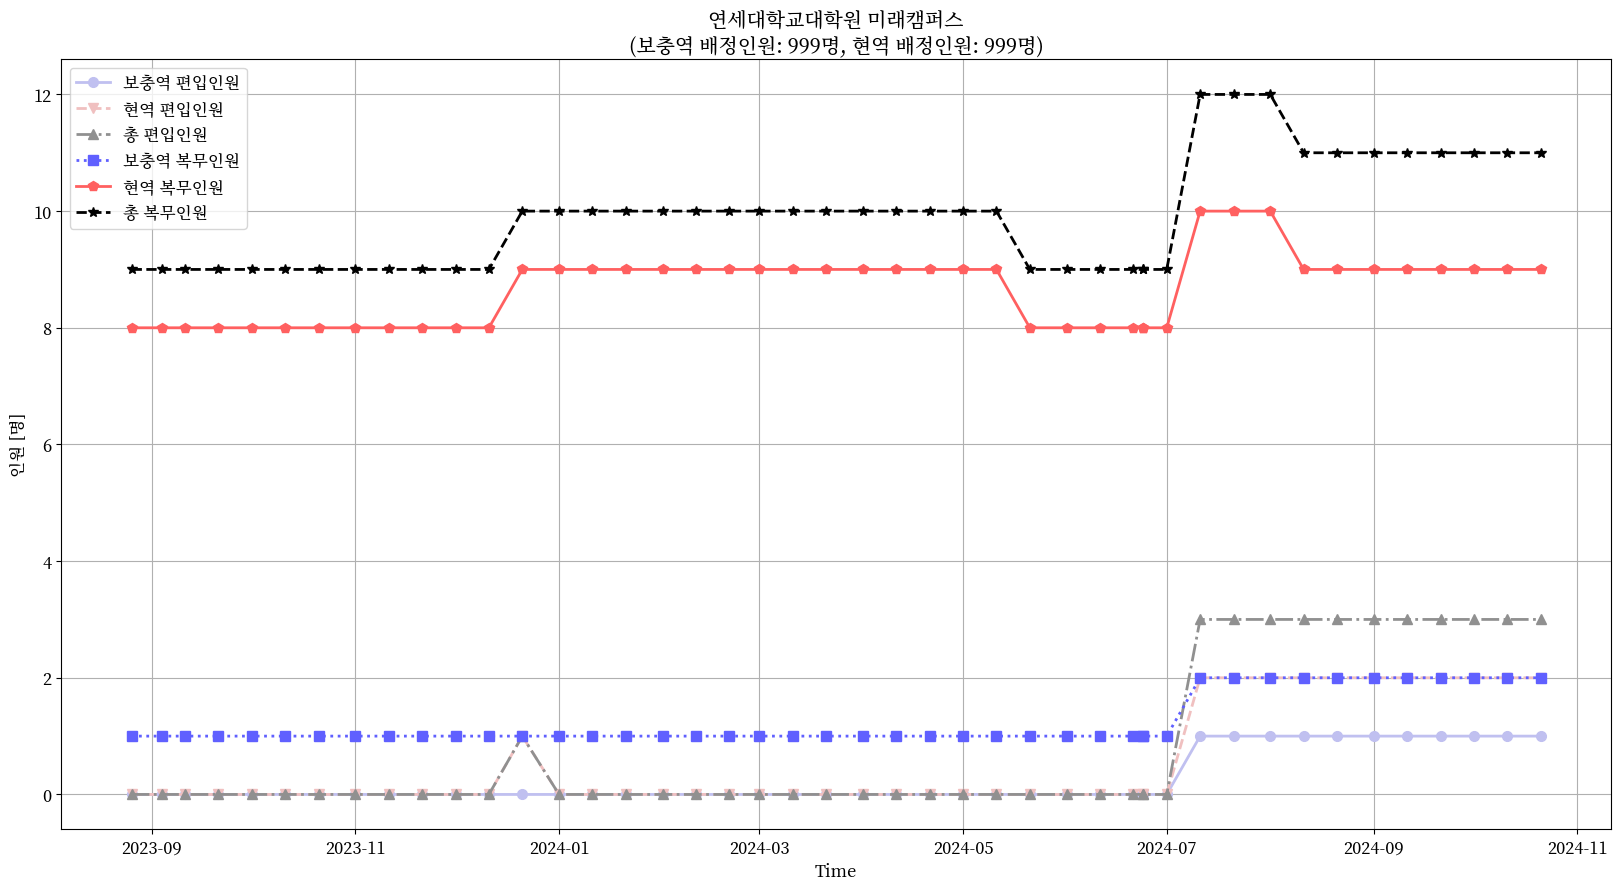 연세대학교대학원 미래캠퍼스
(보충역 배정인원: 999명, 현역 배정인원: 999명)
보충역 편입인원
현역 편입인원
총 편입인원
보충역 복무인원
현역 복무인원
총 복무인원
인원 [명]
12
10
8
6
4
2
0
2023-09
2023-11
2024-01
2024-03
2024-05
2024-07
2024-09
2024-11
Time